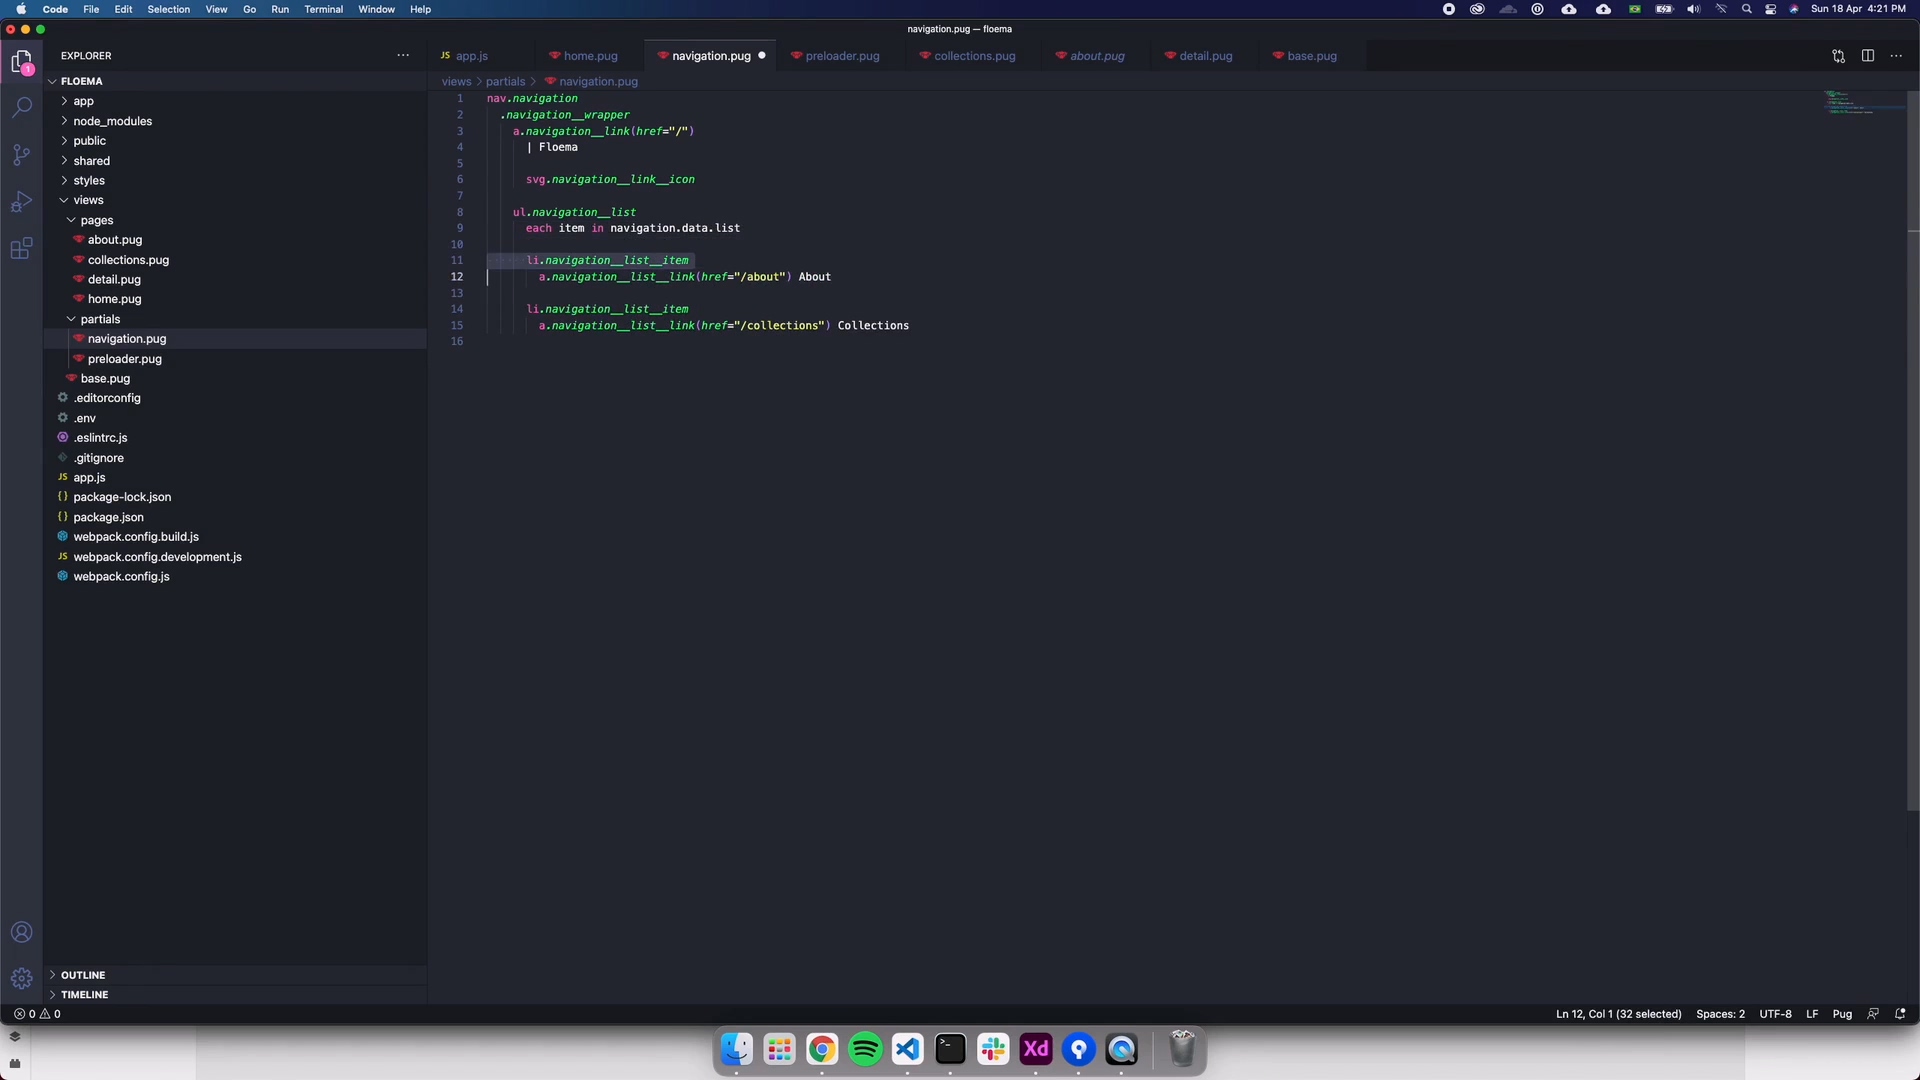 Code File Edit Selection View Go Run Terminal Window Help
Sun 18 Apr 4:21 PM
navigation.pug — floema
1
EXPLORER
FLOEMA
app
node_modules
public
shared
styles
views
pages
about.pug
collections.pug
detail.pug
home.pug
partials
navigation.pug
preloader.pug
base.pug
.editorconfig
.env
.eslintrc.js
.gitignore
JS app.js
{} package-lock.json
{} package.json
webpack.config.build.js
JS webpack.config.development.js
webpack.config.js
OUTLINE
TIMELINE
JS app.js home.pug navigation.pug preloader.pug collections.pug about.pug detail.pug base.pug
views > partials > navigation.pug
1 nav.navigation
2 .navigation__wrapper
3 a.navigation__link(href="/")
4 | Floema
5
6 svg.navigation__link__icon
7
8 ul.navigation__list
9 each item in navigation.data.list
10
11 li.navigation__list__item
12 a.navigation__list__link(href="/about") About
13
14 li.navigation__list__item
15 a.navigation__list__link(href="/collections") Collections
16
0 0
Ln 12, Col 1 (32 selected) Spaces: 2 UTF-8 LF Pug
Xd